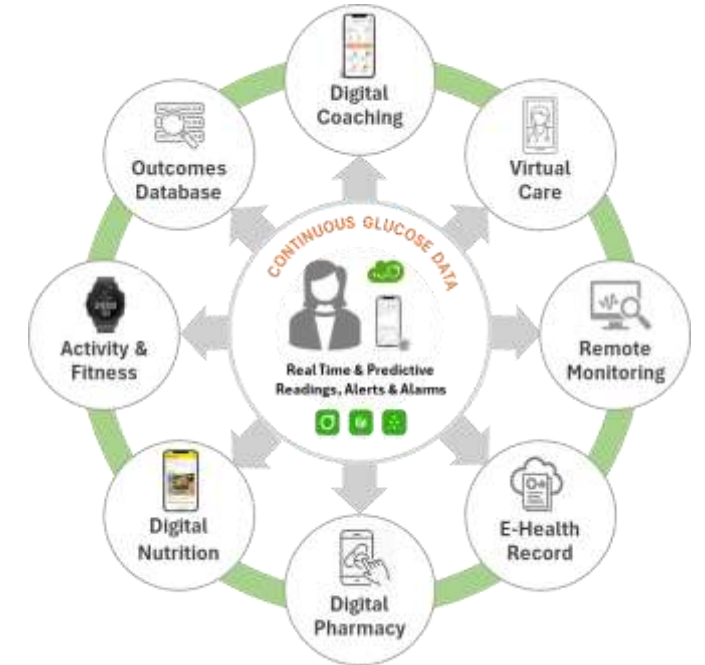 Digital
Coaching
Virtual
Care
Remote
Monitoring
E-Health
Record
Digital
Pharmacy
Digital
Nutrition
Activity &
Fitness
Outcomes
Database
CONTINUOUS GLUCOSE DATA
Real Time & Predictive
Readings, Alerts & Alarms